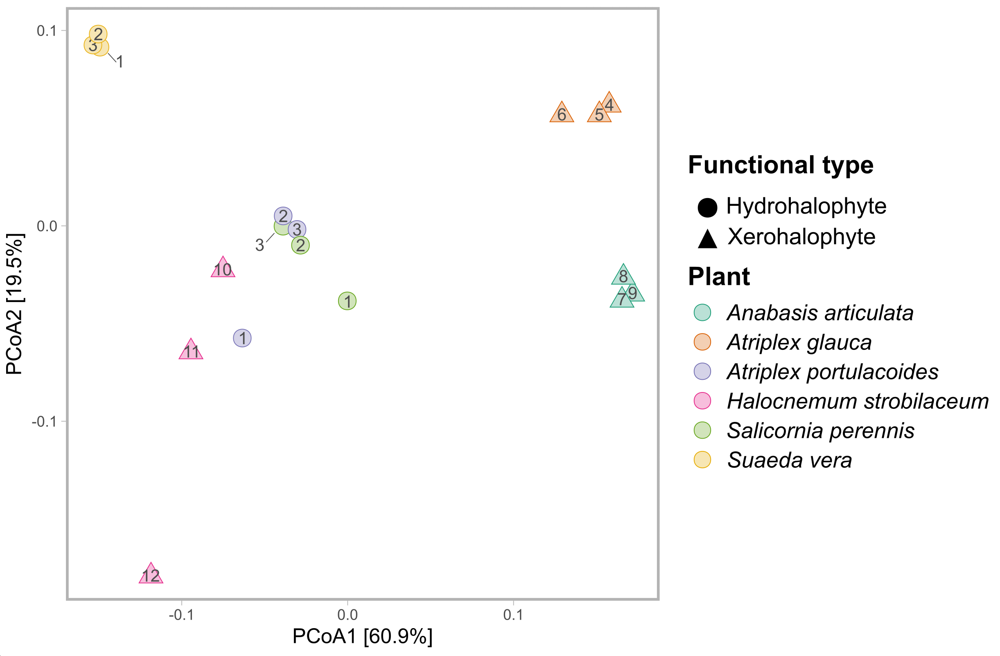 0.1
2
3
1
4
6
5
0.0
2
3
3
2
10
8
9
7
1
1
11
-0.1
12
-0.1
0.0
0.1
PCoA1 [60.9%]
PCoA2 [19.5%]
Functional type
Hydrohalophyte
Xerohalophyte
Plant
Anabasis articulata
Atriplex glauca
Atriplex portulacoides
Halocnemum strobilaceum
Salicornia perennis
Suaeda vera